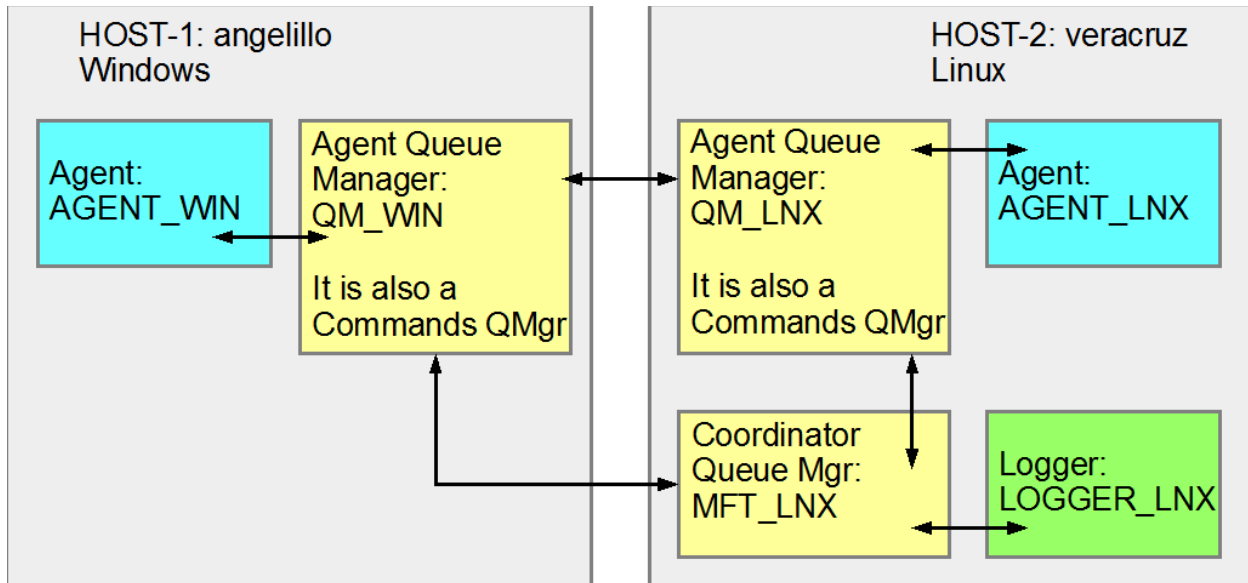 HOST-1: angelillo
Windows
HOST-2: veracruz
Linux
Agent:
AGENT_WIN
Agent Queue
Manager:
QM_WIN
It is also a
Commands QMgr
Agent Queue
Manager:
QM_LNX
It is also a
Commands QMgr
Agent:
AGENT_LNX
Coordinator
Queue Mgr:
MFT_LNX
Logger:
LOGGER_LNX